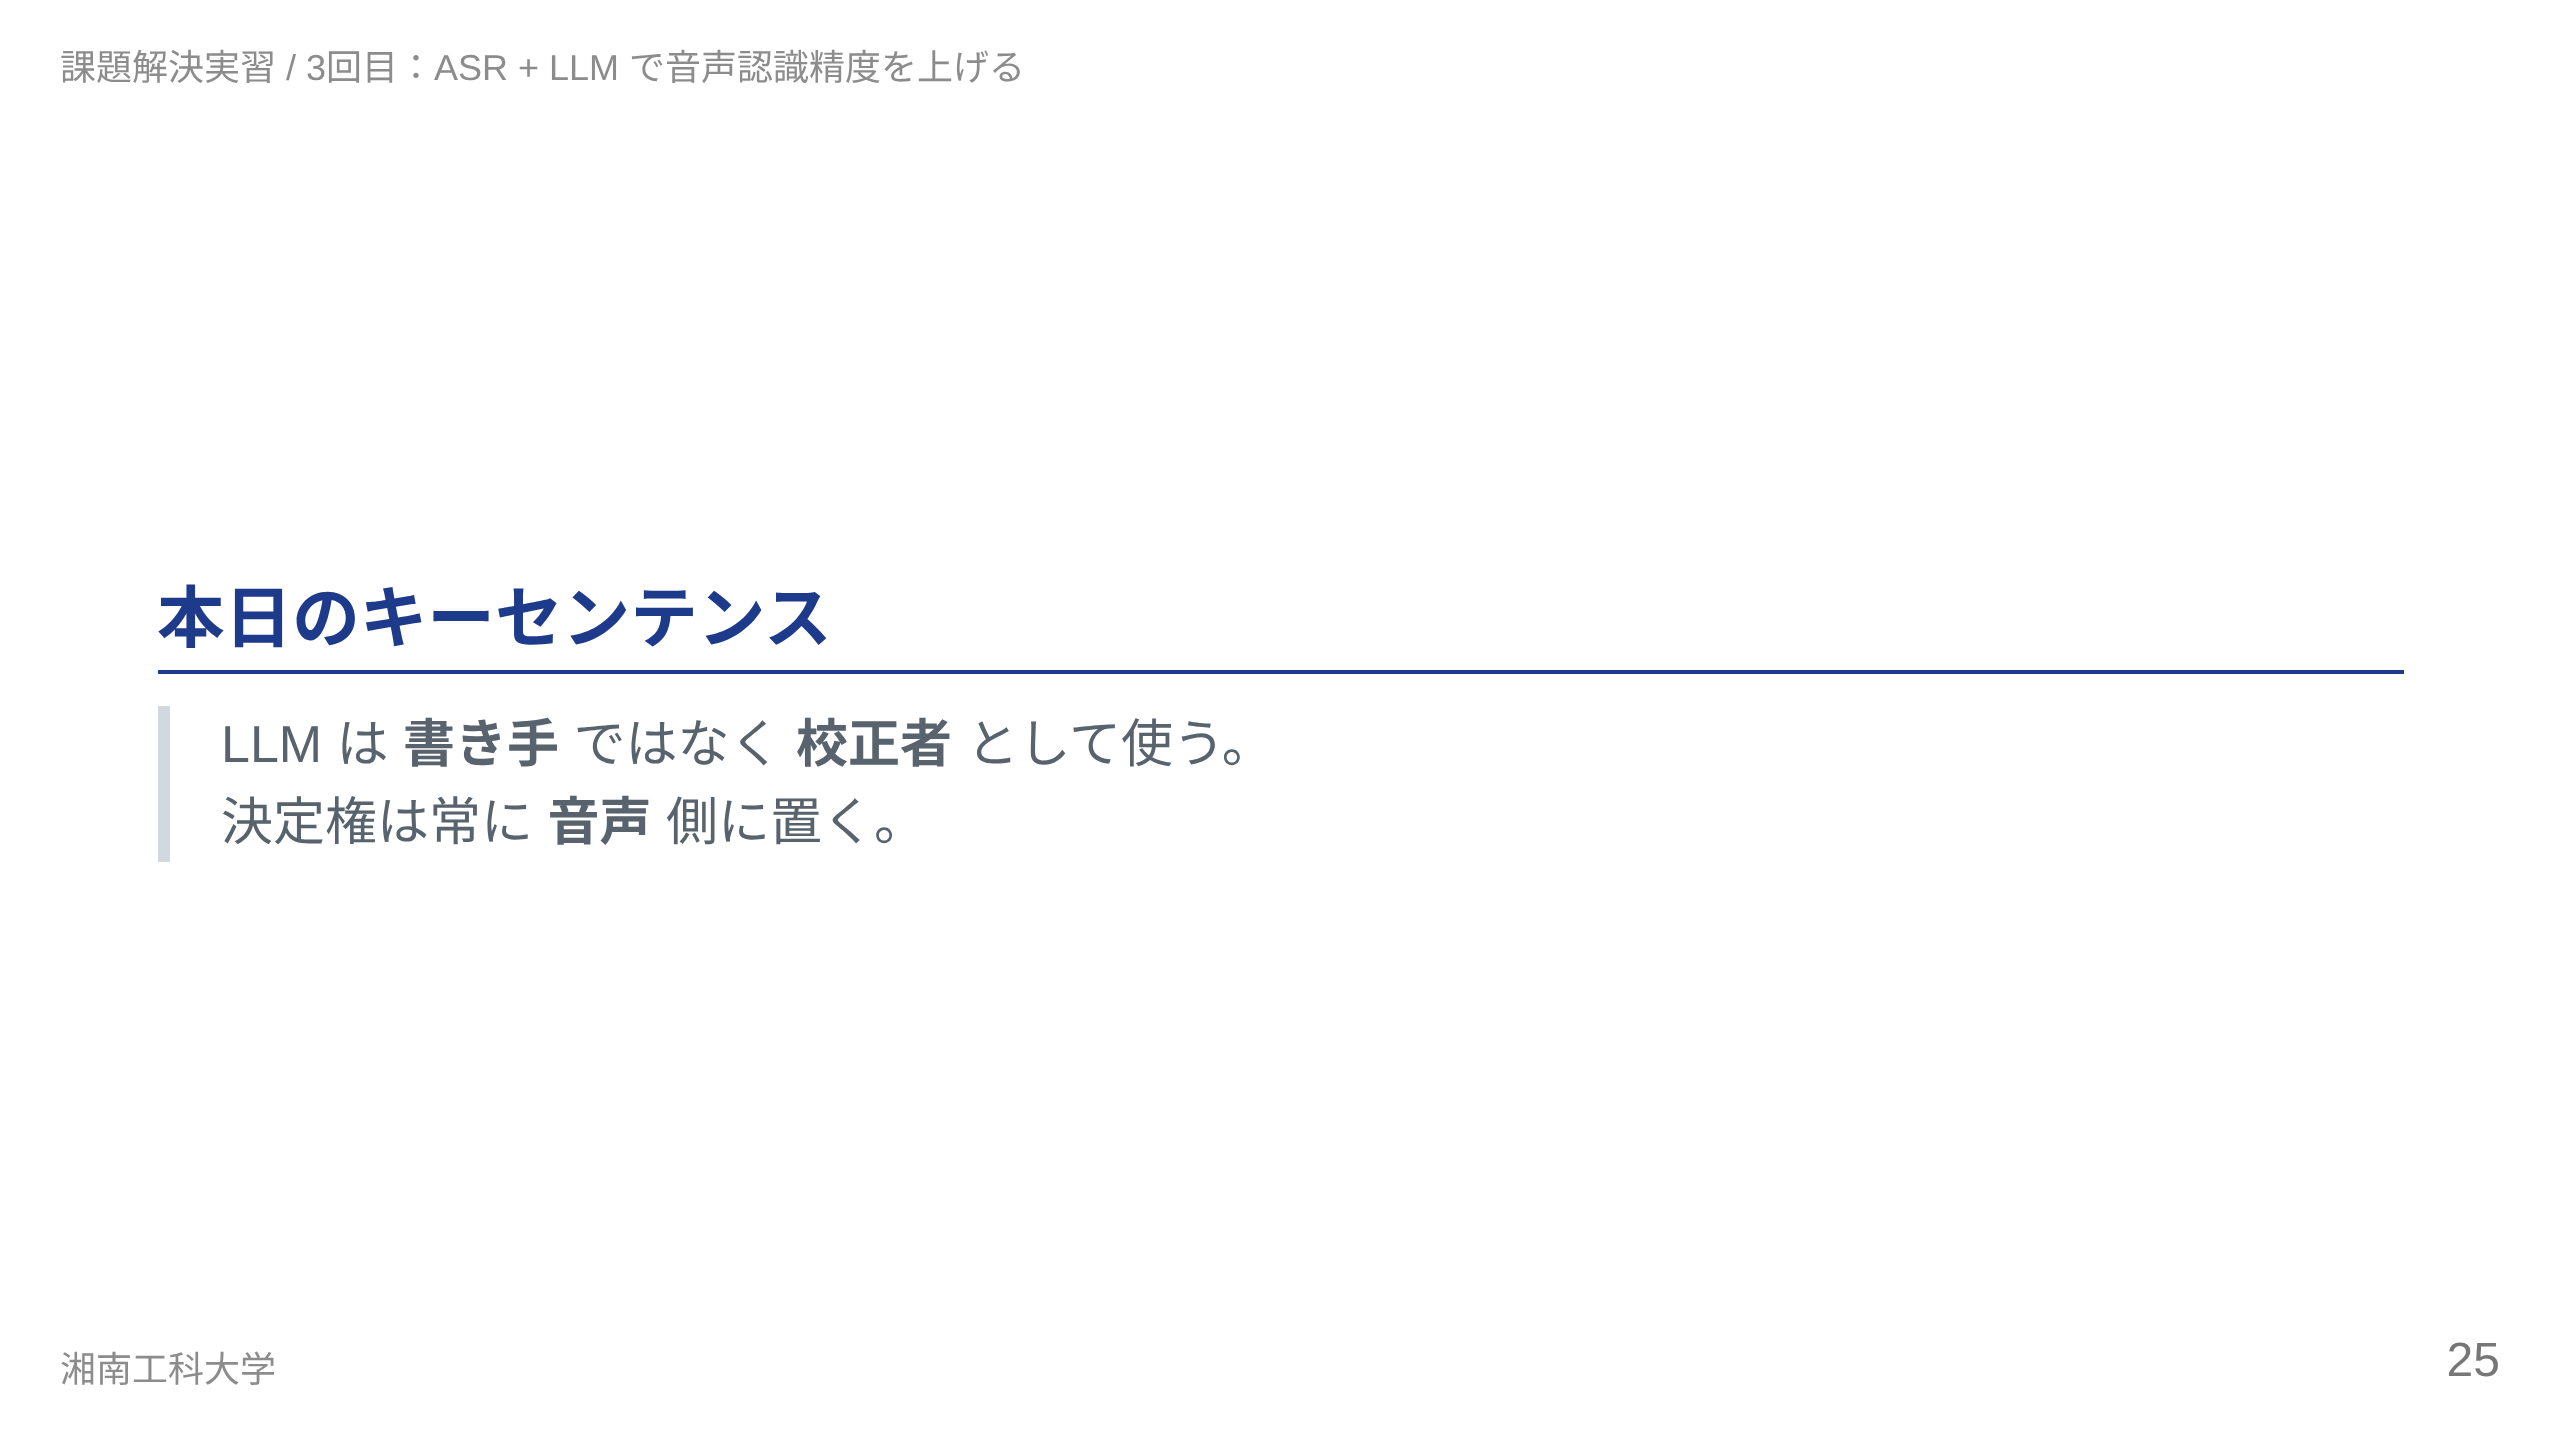 課題解決実習 / 3回目：ASR + LLM で音声認識精度を上げる
本日のキーセンテンス
LLM は 書き手 ではなく 校正者 として使う。
決定権は常に 音声 側に置く。
湘南工科大学
25